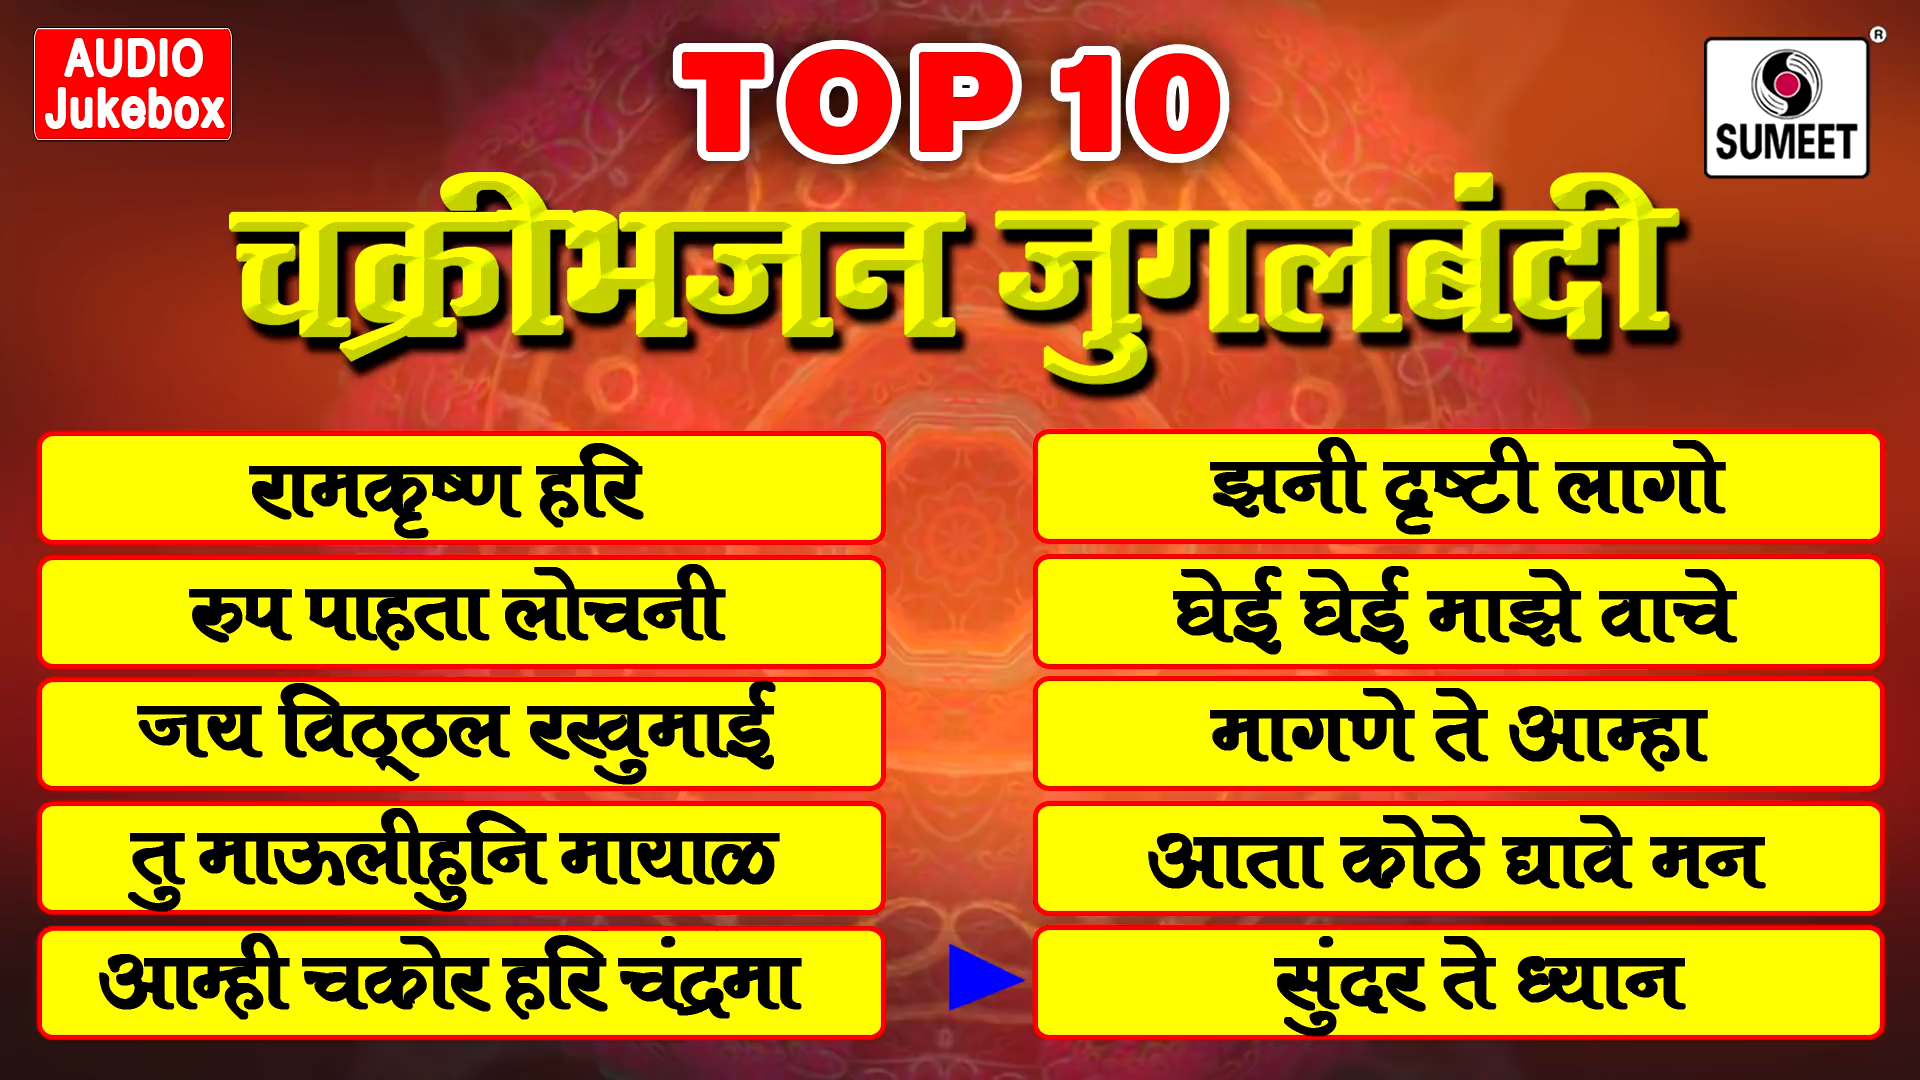 AUDIO
Jukebox
TOP 10
SUMEET
®
चक्रीभजन जुगलबंदी
रामकृष्ण हरि
रुप पाहता लोचनी
जय विठ्ठल रखुमाई
तु माऊलीहुनि मायाळ
आम्ही चकोर हरि चंद्रमा
झनी दृष्टी लागो
घेई घेई माझे वाचे
मागणे ते आम्हा
आता कोठे द्यावे मन
सुंदर ते ध्यान